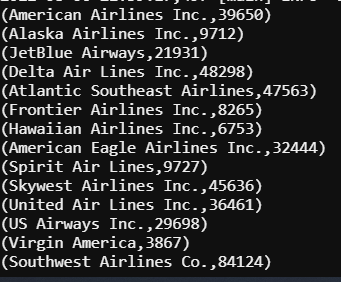 (American Airlines Inc.,39650)
(Alaska Airlines Inc.,9712)
(JetBlue Airways,21931)
(Delta Air Lines Inc.,48298)
(Atlantic Southeast Airlines,47563)
(Frontier Airlines Inc.,8265)
(Hawaiian Airlines Inc.,6753)
(American Eagle Airlines Inc.,32444)
(Spirit Air Lines,9727)
(Skywest Airlines Inc.,45636)
(United Air Lines Inc.,36461)
(US Airways Inc.,29698)
(Virgin America,3867)
(Southwest Airlines Co.,84124)